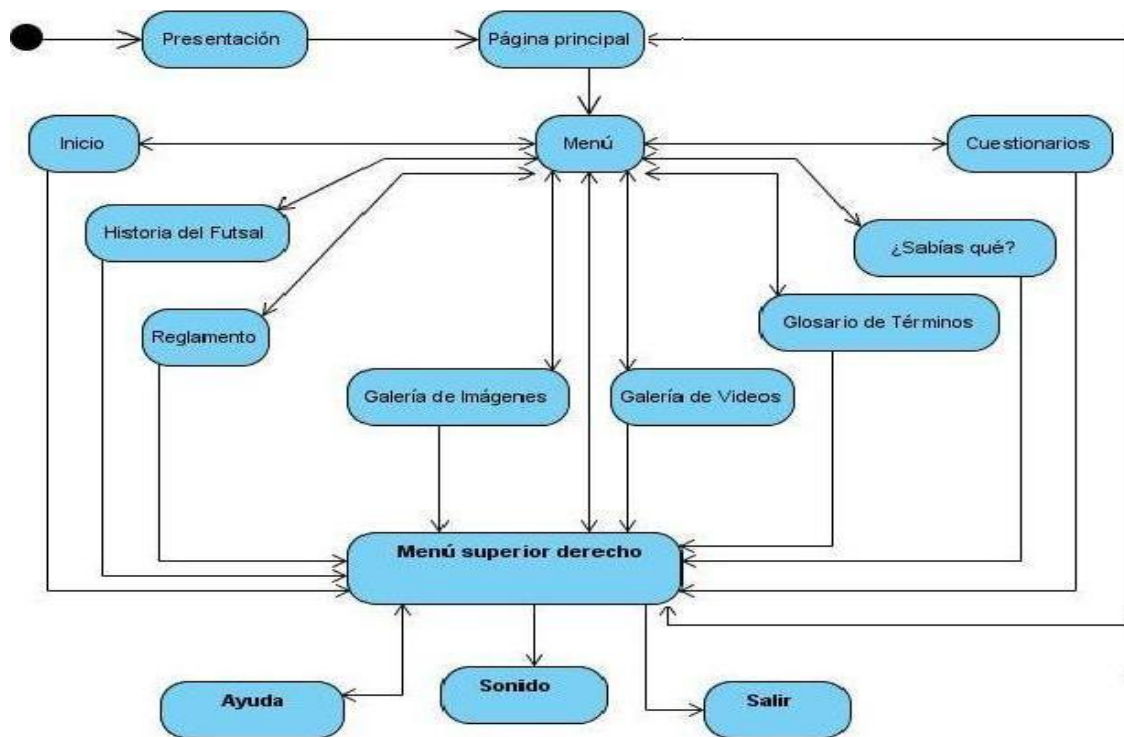 Presentación
Página principal
Inicio
Menú
Cuestionarios
Historia del Futsal
¿Sabías qué?
Reglamento
Glosario de Términos
Galería de Imágenes
Galería de Videos
Menú superior derecho
Ayuda
Sonido
Salir